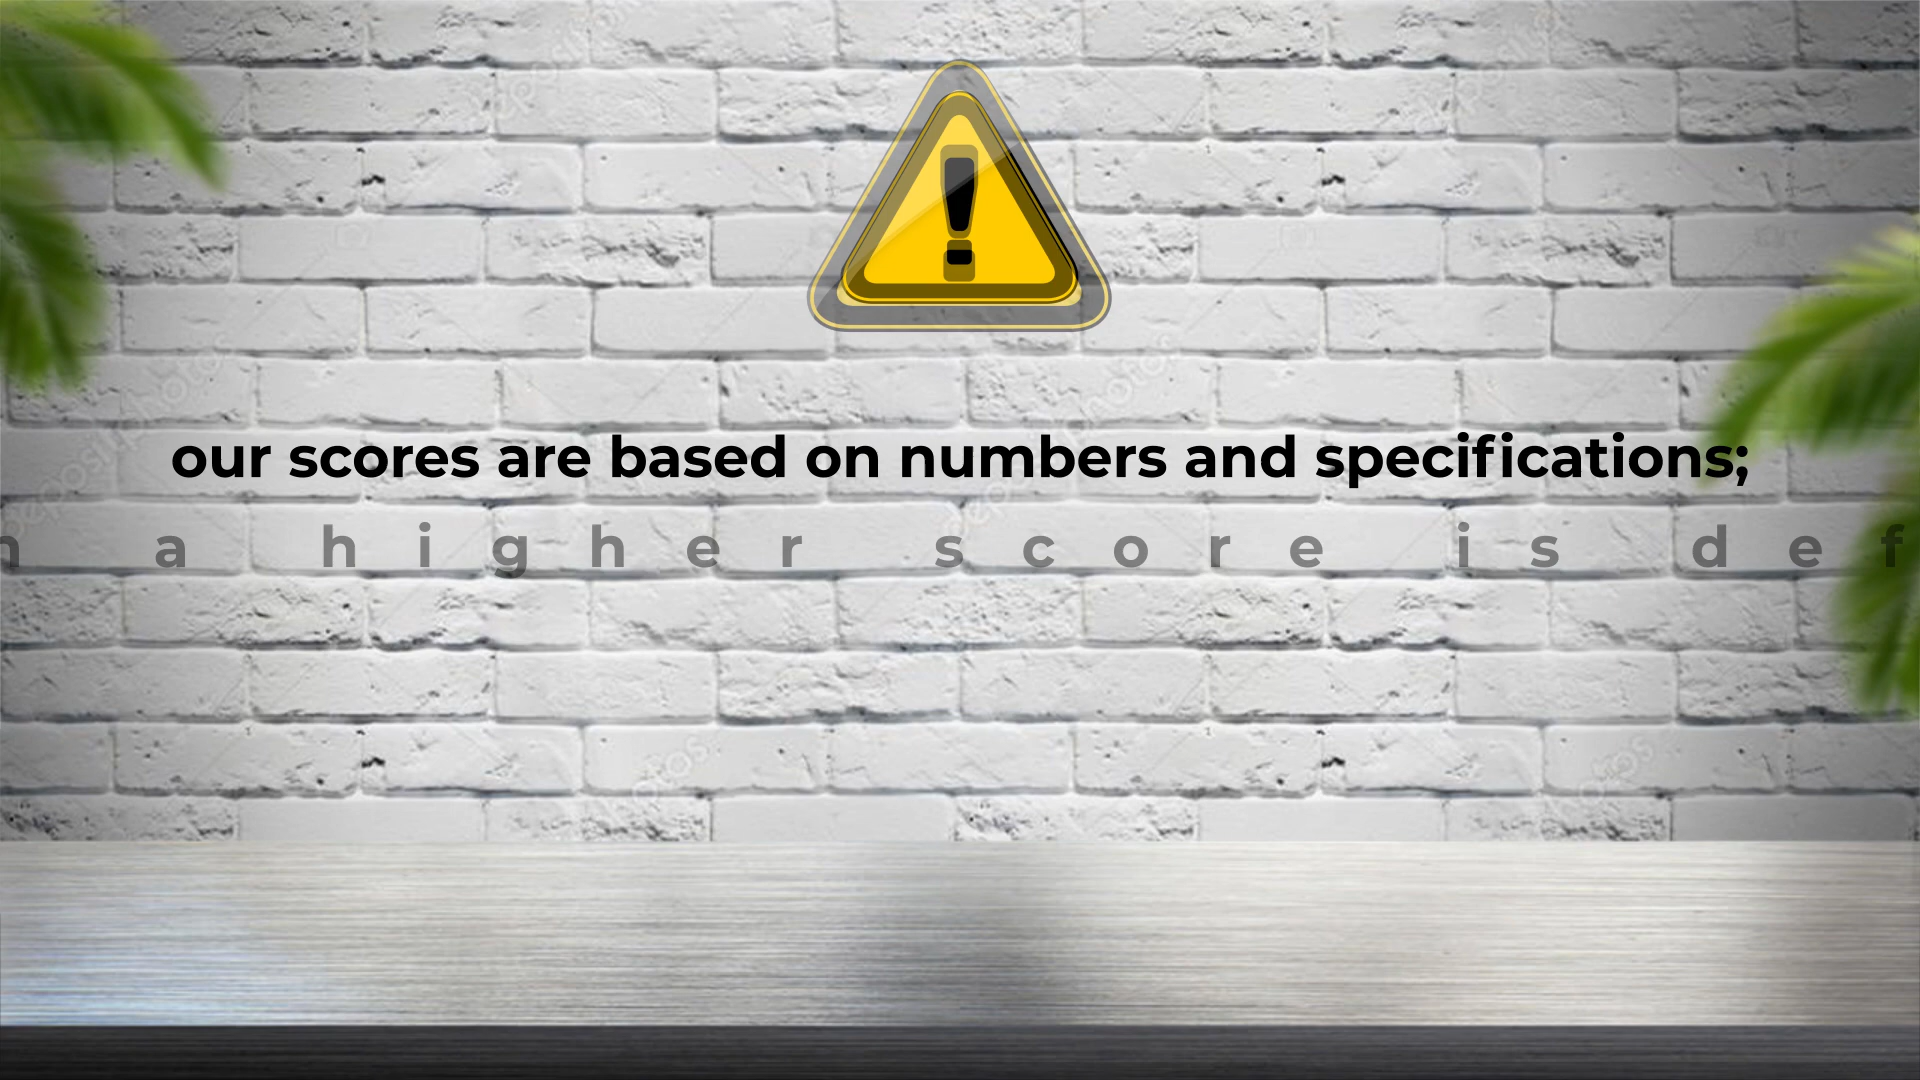 our scores are based on numbers and specifications;
a higher score is